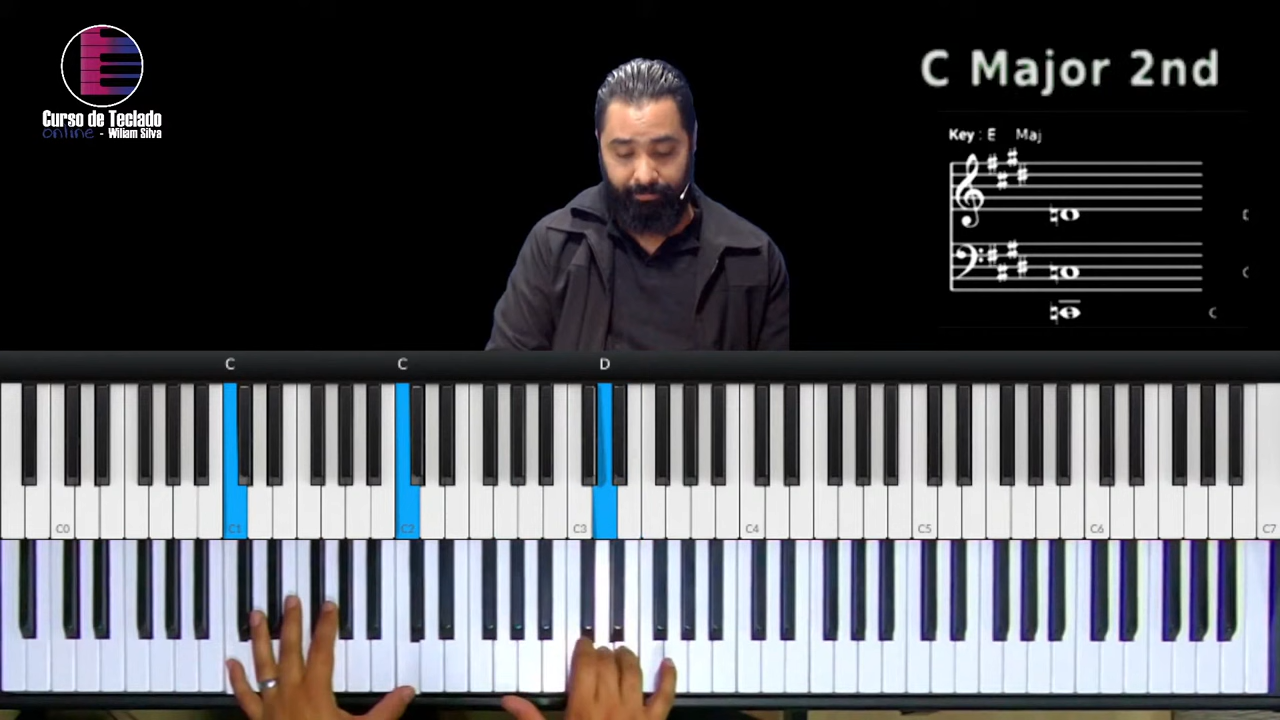 Curso de Teclado
online - Wiliam Silva
C Major 2nd
Key : E Maj
C
C C D
C0 C1 C2 C3 C4 C5 C6 C7